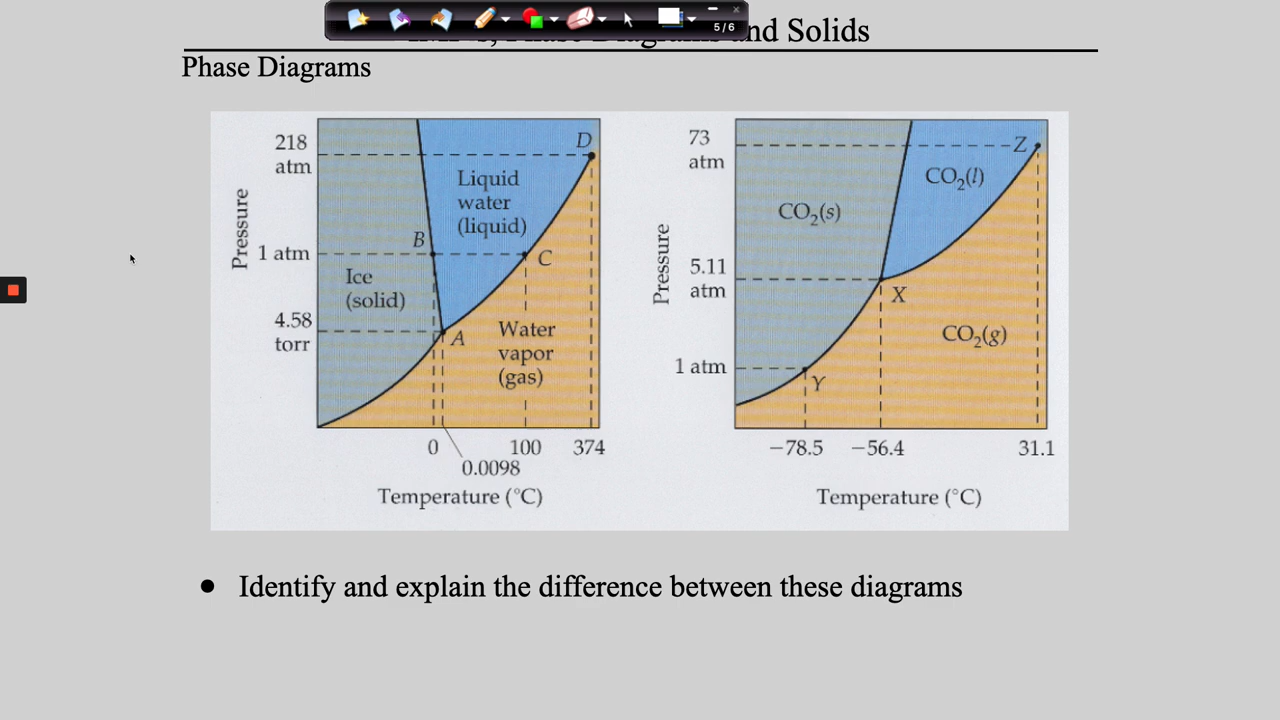 5/6
nd Solids
Phase Diagrams
218
atm
D
Liquid
water
(liquid)
Pressure
B
1 atm
C
Ice
(solid)
4.58
torr
A
Water
vapor
(gas)
0
100
374
0.0098
Temperature (°C)
73
atm
Z
CO₂(l)
CO₂(s)
Pressure
5.11
atm
X
CO₂(g)
1 atm
Y
−78.5
−56.4
31.1
Temperature (°C)
● Identify and explain the difference between these diagrams